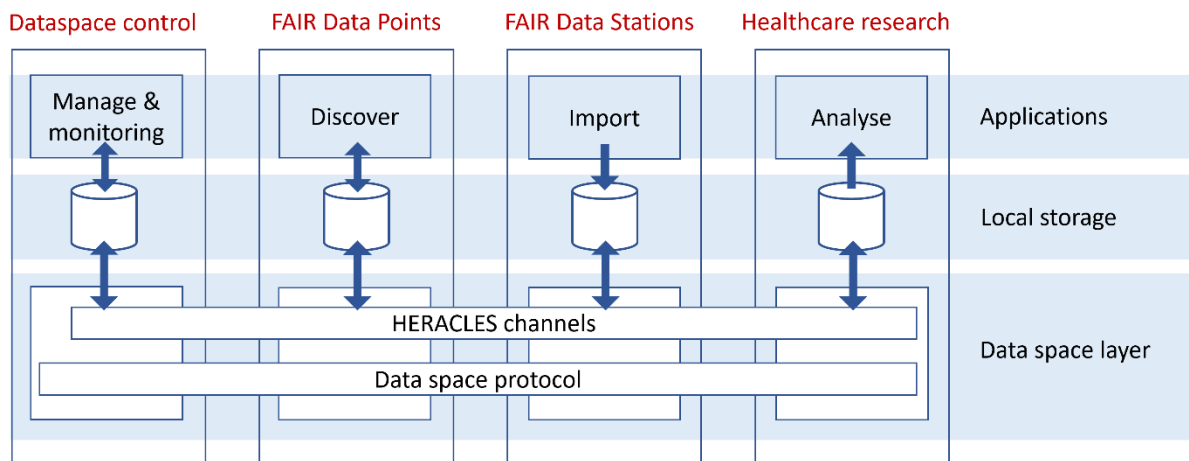 Dataspace control
FAIR Data Points
FAIR Data Stations
Healthcare research
Manage &
monitoring
Discover
Import
Analyse
Applications
Local storage
HERACLES channels
Data space protocol
Data space layer